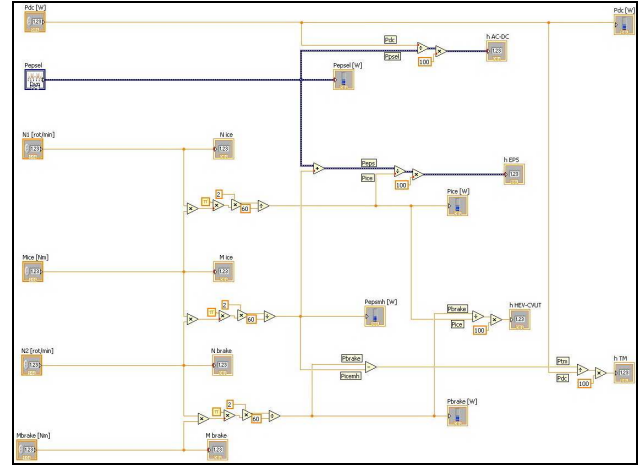 Pdc [W]
Pdc [W]
Pdc
h AC-DC
Ppsel
100
Pepsel
Pepsel [W]
N1 [rot/min]
N ice
h EPS
Peps
Pice
100
Pice [W]
2
π
60
Mice [Nm]
M ice
Pepsmh [W]
Pbrake
h HEV-CVUT
2
π
60
Pice
100
N2 [rot/min]
N brake
Pbrake
Ptm
h TM
Picemh
Pdc
100
Pbrake [W]
2
π
60
Mbrake [Nm]
M brake